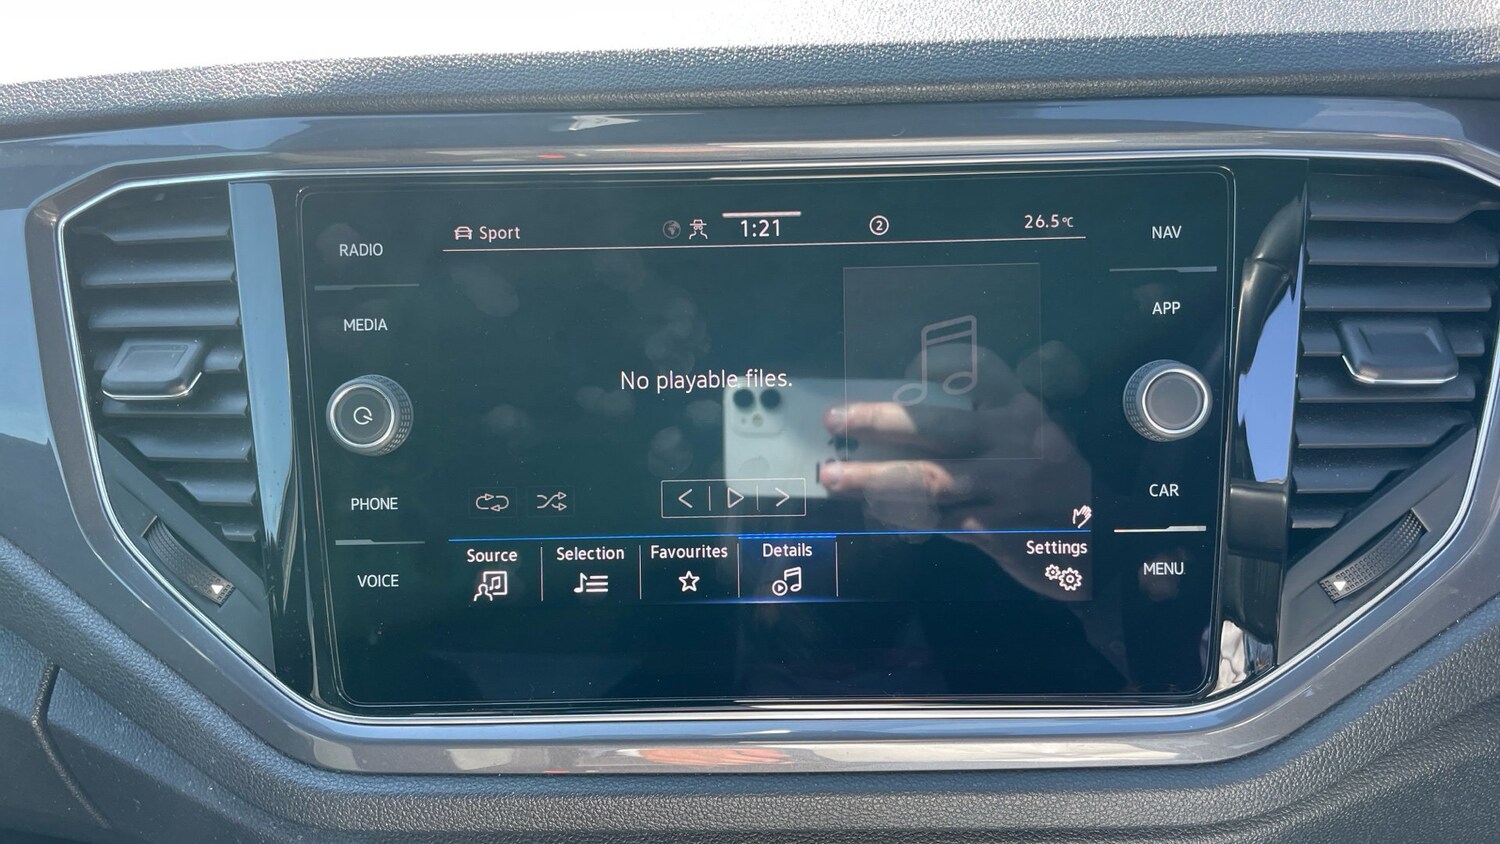 RADIO
MEDIA
PHONE
VOICE
Sport
1:21
2
26.5°C
No playable files.
Source
Selection
Favourites
Details
Settings
NAV
APP
CAR
MENU